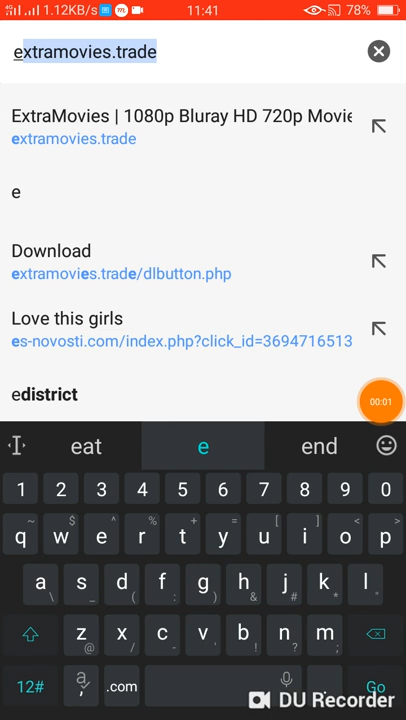 1.12KB/s 11:41 78%
extramovies.trade
ExtraMovies | 1080p Bluray HD 720p Movie
extramovies.trade
e
Download
extramovies.trade/dlbutton.php
Love this girls
es-novosti.com/index.php?click_id=3694716513
edistrict
00:01
eat e end
1 2 3 4 5 6 7 8 9 0
~ $ ^ % + = [ ] < >
q w e r t y u i o p
a s d f g h j k l
\ _ ( : ) & # * °
z x c v b n m
@ / - . ! ? ;
12# a , .com . Go
DU Recorder